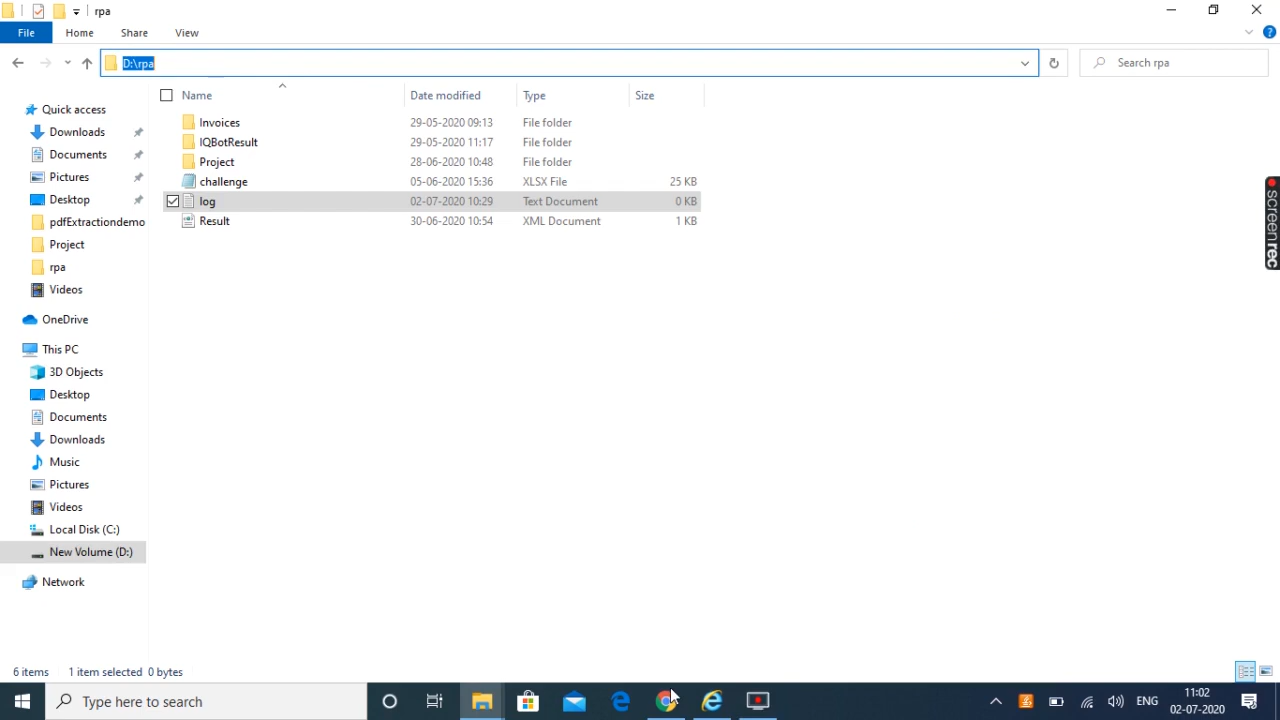 rpa
File Home Share View
D:\rpa
Search rpa
Name Date modified Type Size
Invoices 29-05-2020 09:13 File folder
IQBotResult 29-05-2020 11:17 File folder
Project 28-06-2020 10:48 File folder
challenge 05-06-2020 15:36 XLSX File 25 KB
log 02-07-2020 10:29 Text Document 0 KB
Result 30-06-2020 10:54 XML Document 1 KB
Quick access
Downloads
Documents
Pictures
Desktop
pdfExtractiondemo
Project
rpa
Videos
OneDrive
This PC
3D Objects
Desktop
Documents
Downloads
Music
Pictures
Videos
Local Disk (C:)
New Volume (D:)
Network
screenrec
6 items 1 item selected 0 bytes
Type here to search
ENG
11:02
02-07-2020